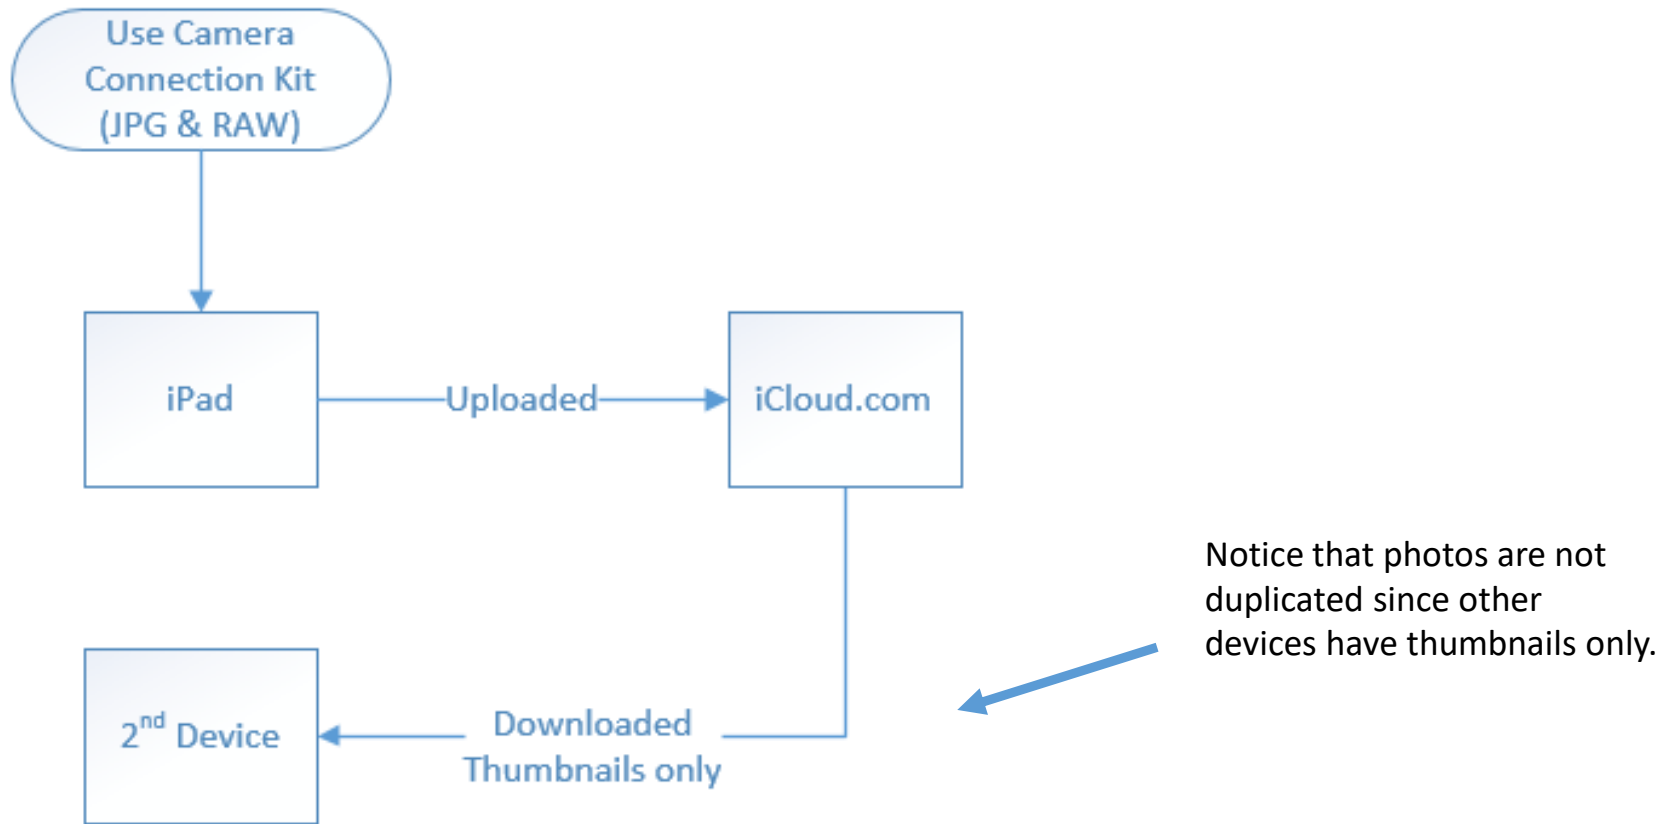 Use Camera
Connection Kit
(JPG & RAW)
iPad
Uploaded
iCloud.com
Notice that photos are not
duplicated since other
devices have thumbnails only.
2nd Device
Downloaded
Thumbnails only